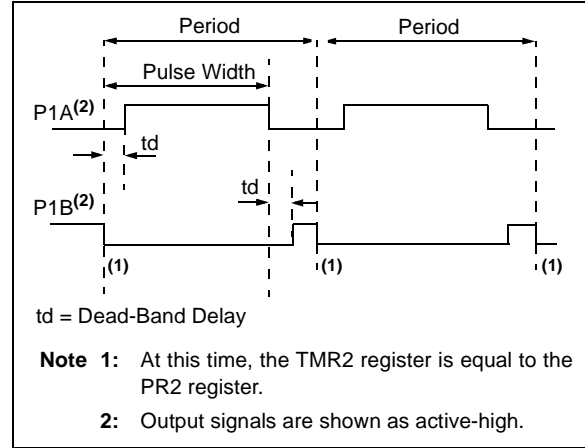 Period Period
Pulse Width
P1A(2)
td
td
P1B(2)
(1) (1) (1)
td = Dead-Band Delay
Note 1: At this time, the TMR2 register is equal to the
PR2 register.
2: Output signals are shown as active-high.